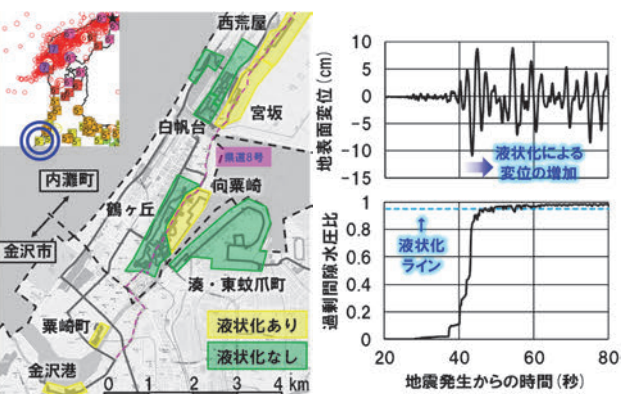 西荒屋
宮坂
白帆台
県道8号
向粟崎
内灘町
鶴ヶ丘
金沢市
湊・東蚊爪町
粟崎町
液状化あり
液状化なし
金沢港
0 1 2 3 4 km
地表面変位(cm)
10
5
0
-5
-10
-15
液状化による
変位の増加
過剰間隙水圧比
1
0.8
0.6
0.4
0.2
0
↑
液状化
ライン
20 40 60 80
地震発生からの時間(秒)